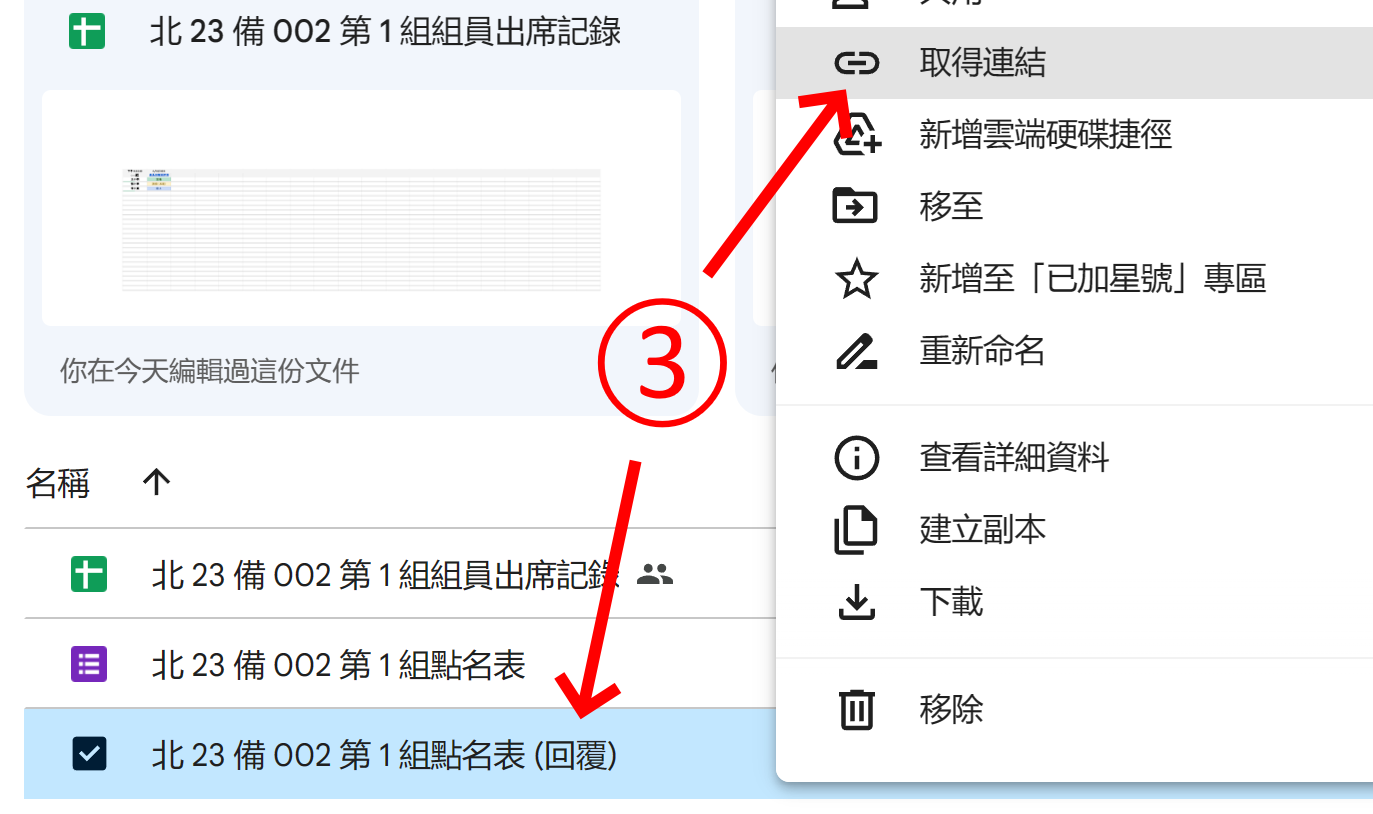 北 23 備 002 第 1 組組員出席記錄
你在今天編輯過這份文件
名稱
北 23 備 002 第 1 組組員出席記錄
北 23 備 002 第 1 組點名表
北 23 備 002 第 1 組點名表 (回覆)
③
取得連結
新增雲端硬碟捷徑
移至
新增至「已加星號」專區
重新命名
查看詳細資料
建立副本
下載
移除